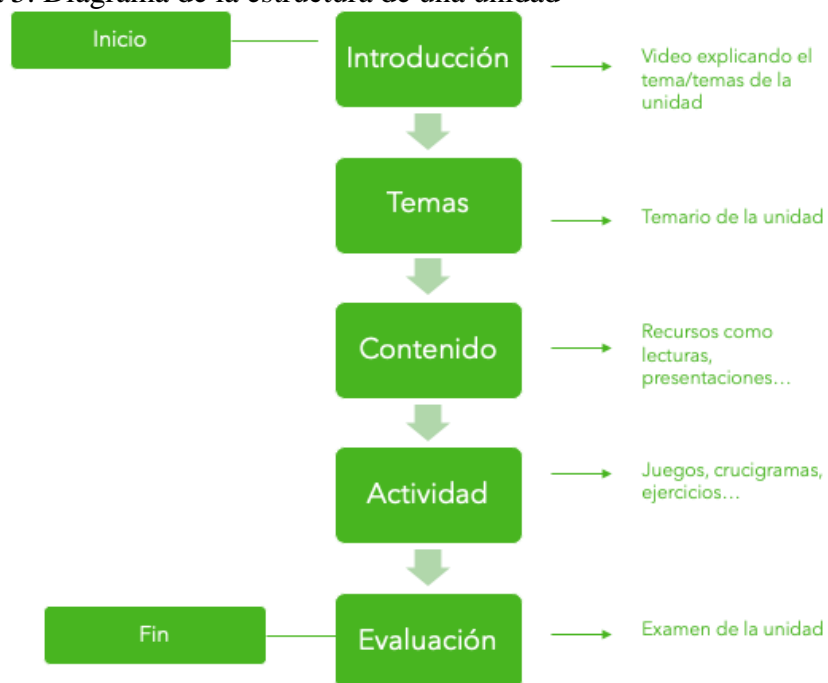 3. Diagrama de la estructura de una unidad
Inicio
Introducción
Video explicando el
tema/temas de la
unidad
Temas
Temario de la unidad
Contenido
Recursos como
lecturas,
presentaciones…
Actividad
Juegos, crucigramas,
ejercicios…
Fin
Evaluación
Examen de la unidad